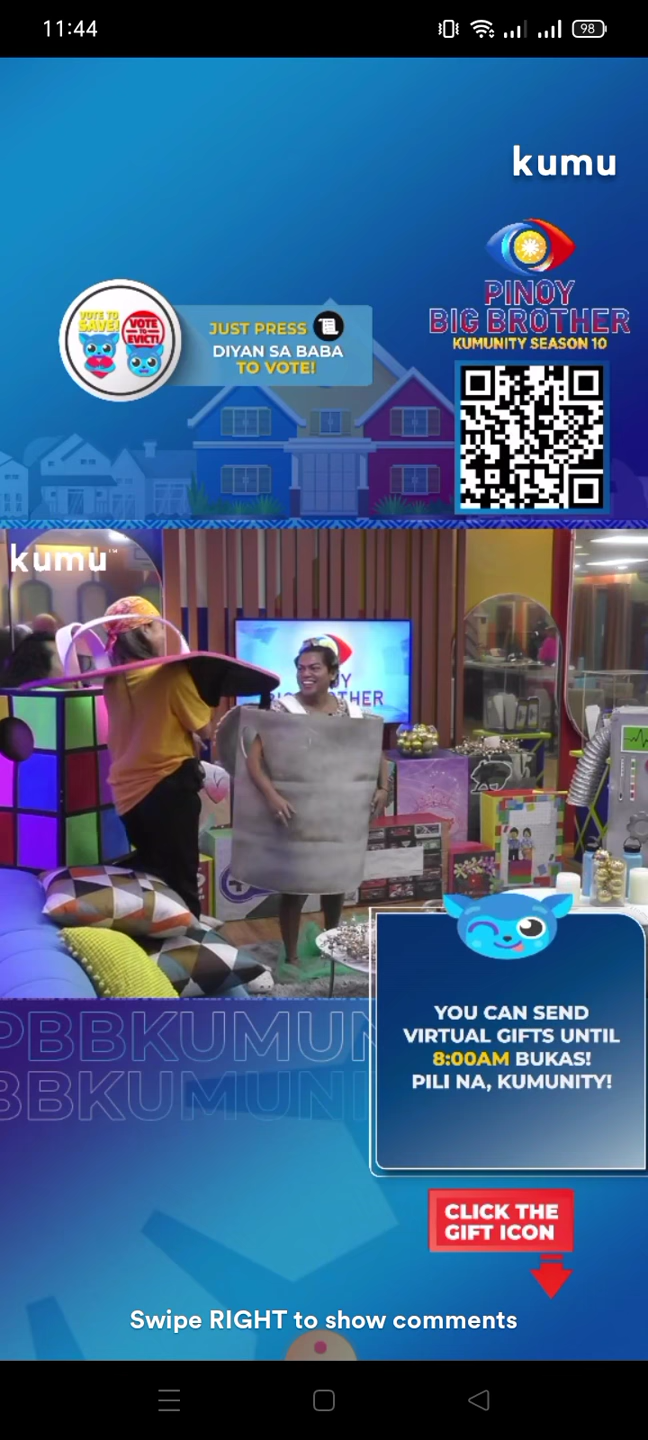 11:44
98
kumu
VOTE TO
SAVE!
VOTE
TO
EVICT!
JUST PRESS
DIYAN SA BABA
TO VOTE!
PINOY
BIG BROTHER
KUMUNITY SEASON 10
kumu™
BROTHER
PBBKUMUN
BBKUMUNI
YOU CAN SEND
VIRTUAL GIFTS UNTIL
8:00AM BUKAS!
PILI NA, KUMUNITY!
CLICK THE
GIFT ICON
Swipe RIGHT to show comments